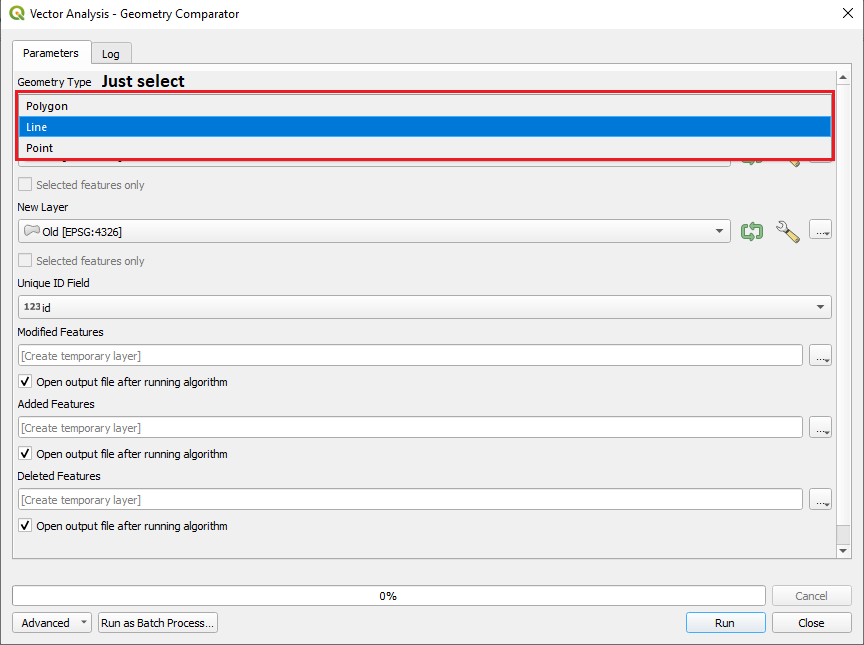 Vector Analysis - Geometry Comparator
Parameters
Log
Geometry Type
Just select
Polygon
Line
Point
Selected features only
New Layer
Old [EPSG:4326]
...
Selected features only
Unique ID Field
123 id
Modified Features
[Create temporary layer]
...
Open output file after running algorithm
Added Features
[Create temporary layer]
...
Open output file after running algorithm
Deleted Features
[Create temporary layer]
...
Open output file after running algorithm
0%
Cancel
Advanced
Run as Batch Process...
Run
Close